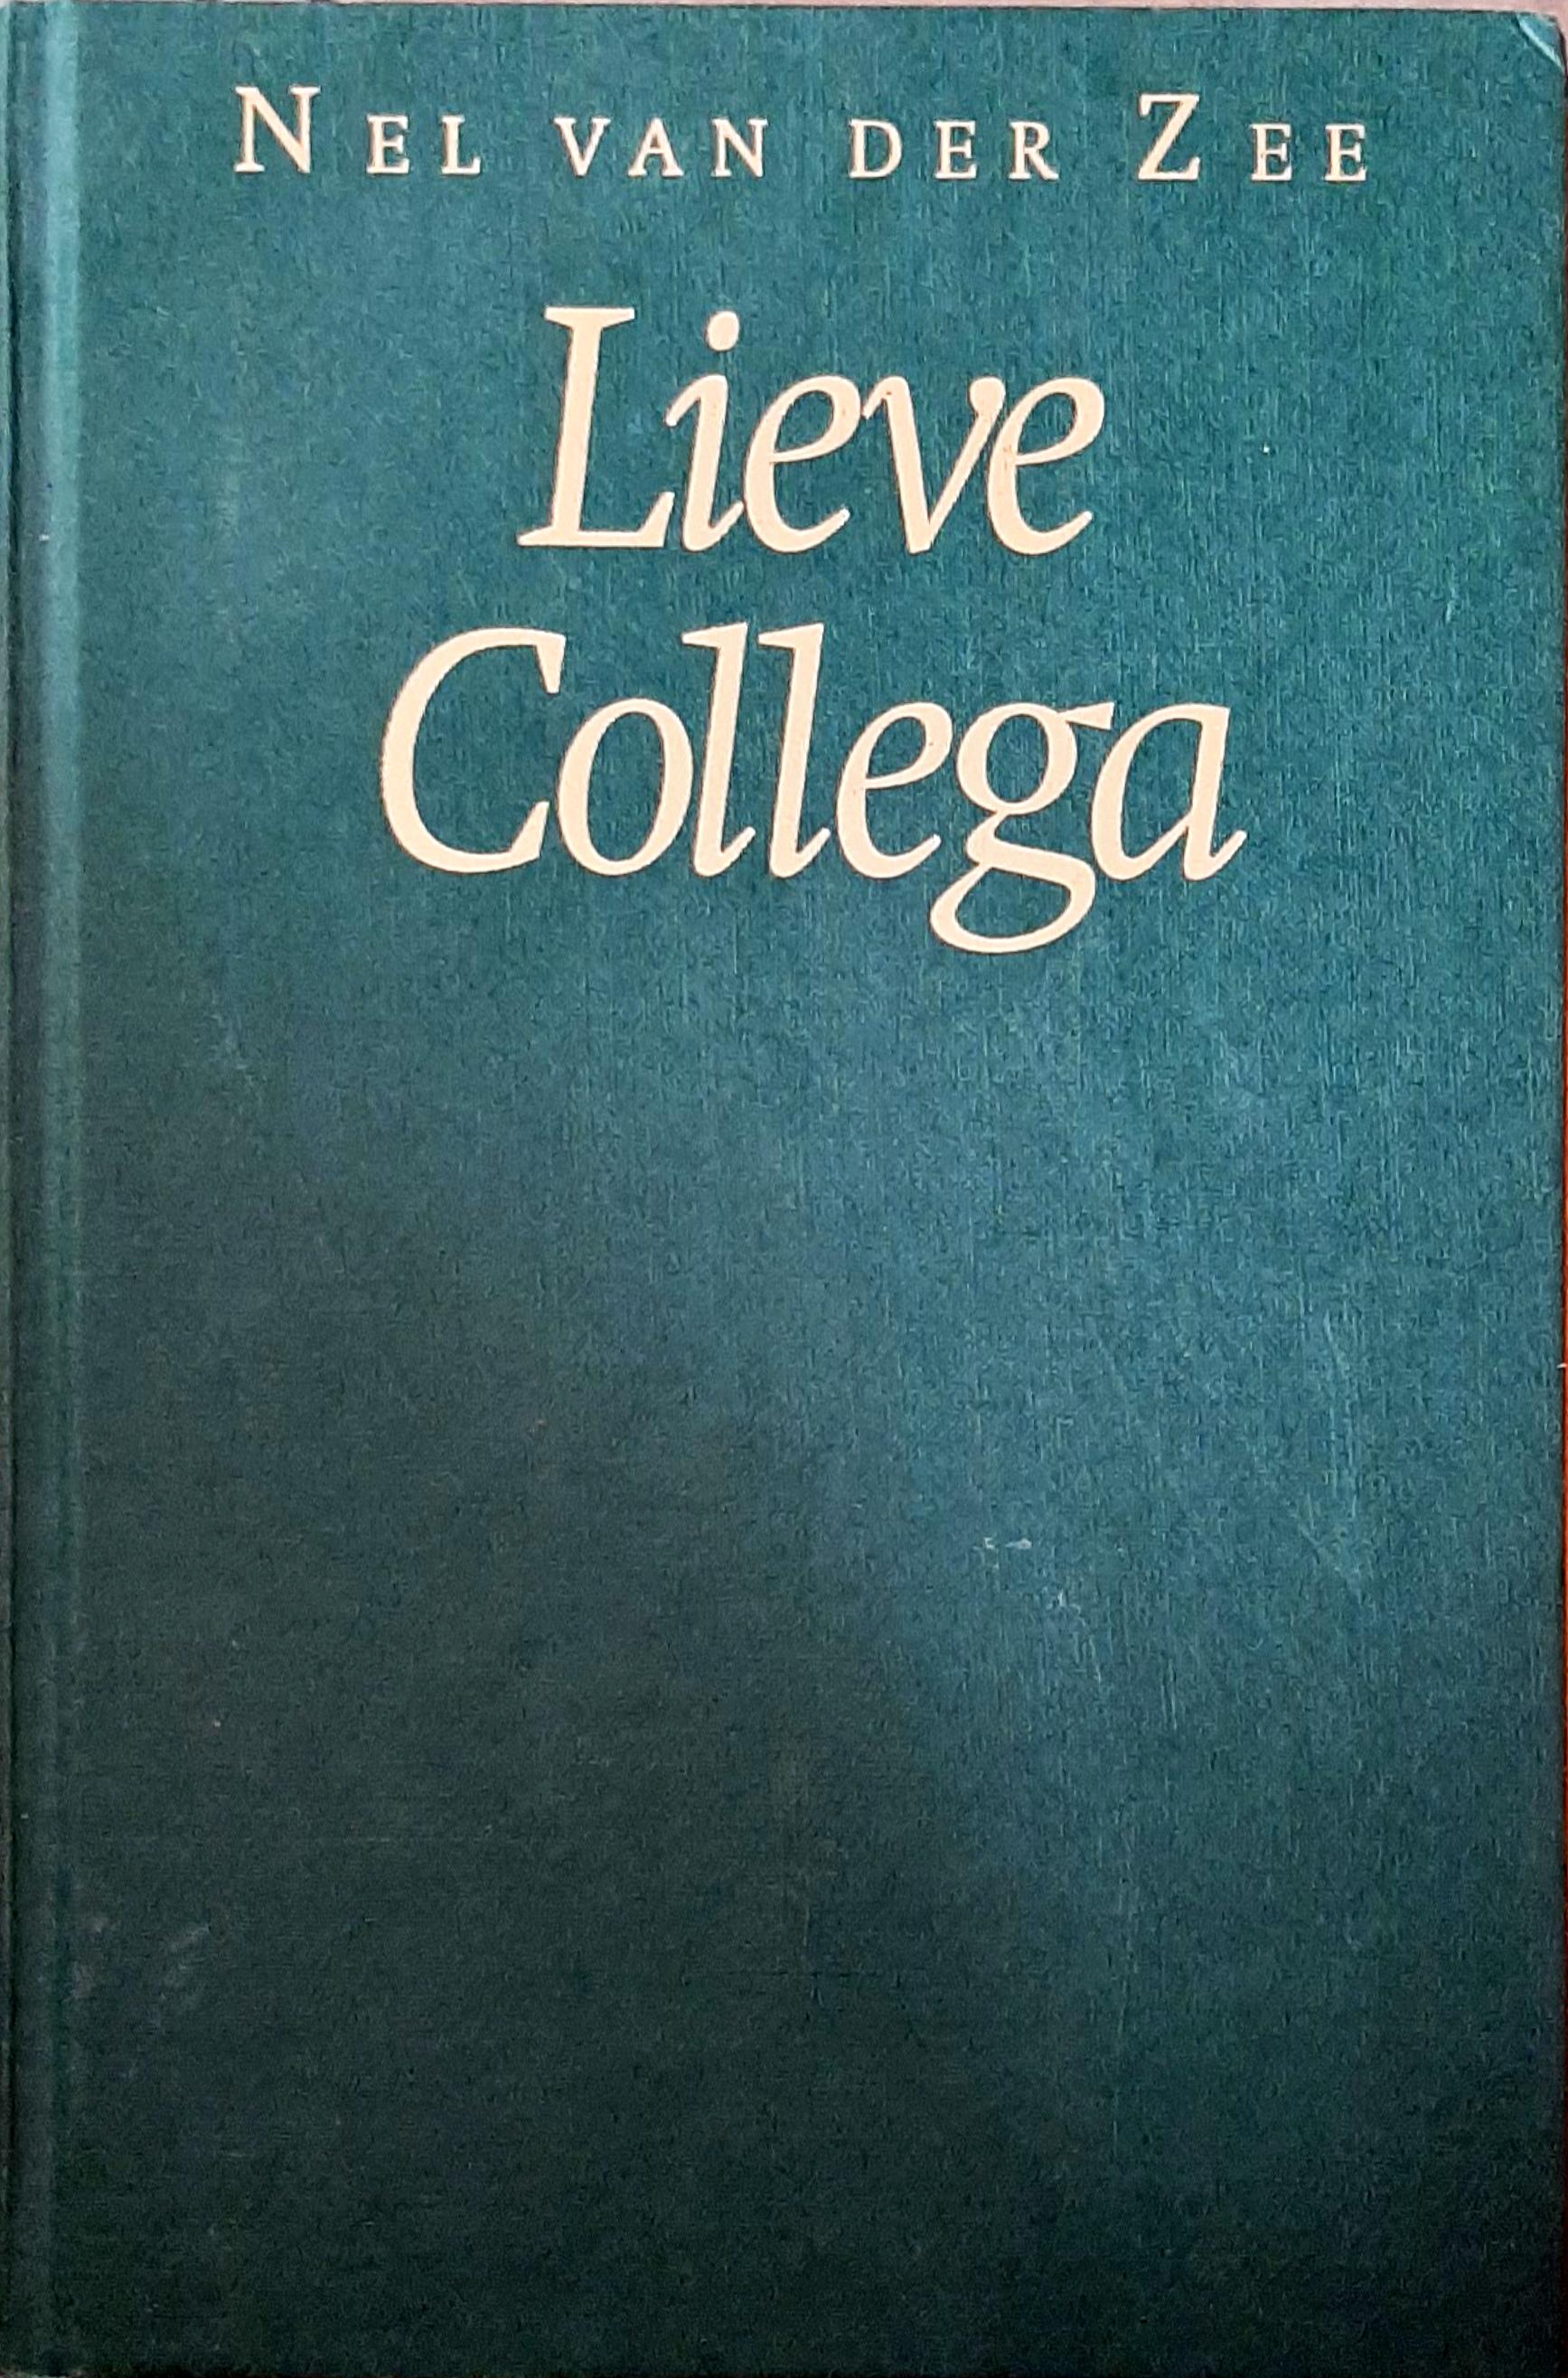 Nel van der Zee
Lieve
Collega